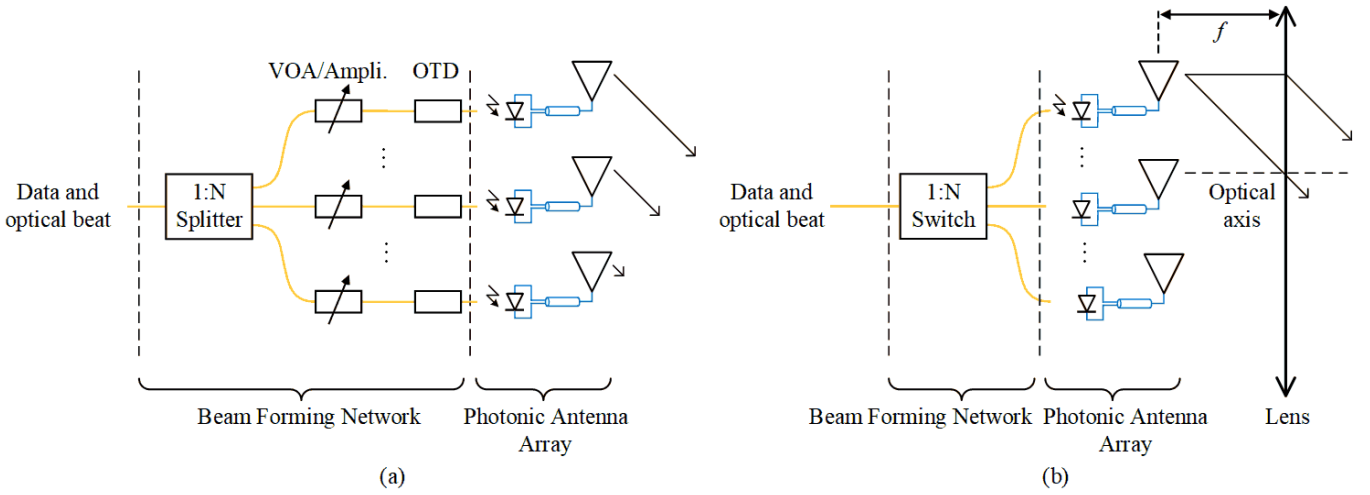 VOA/Ampli. OTD
⋮
Data and
optical beat
1:N
Splitter
⋮
Beam Forming Network
Photonic Antenna
Array
(a)
f
⋮
Data and
optical beat
1:N
Switch
Optical
axis
⋮
Beam Forming Network
Photonic Antenna
Array
Lens
(b)